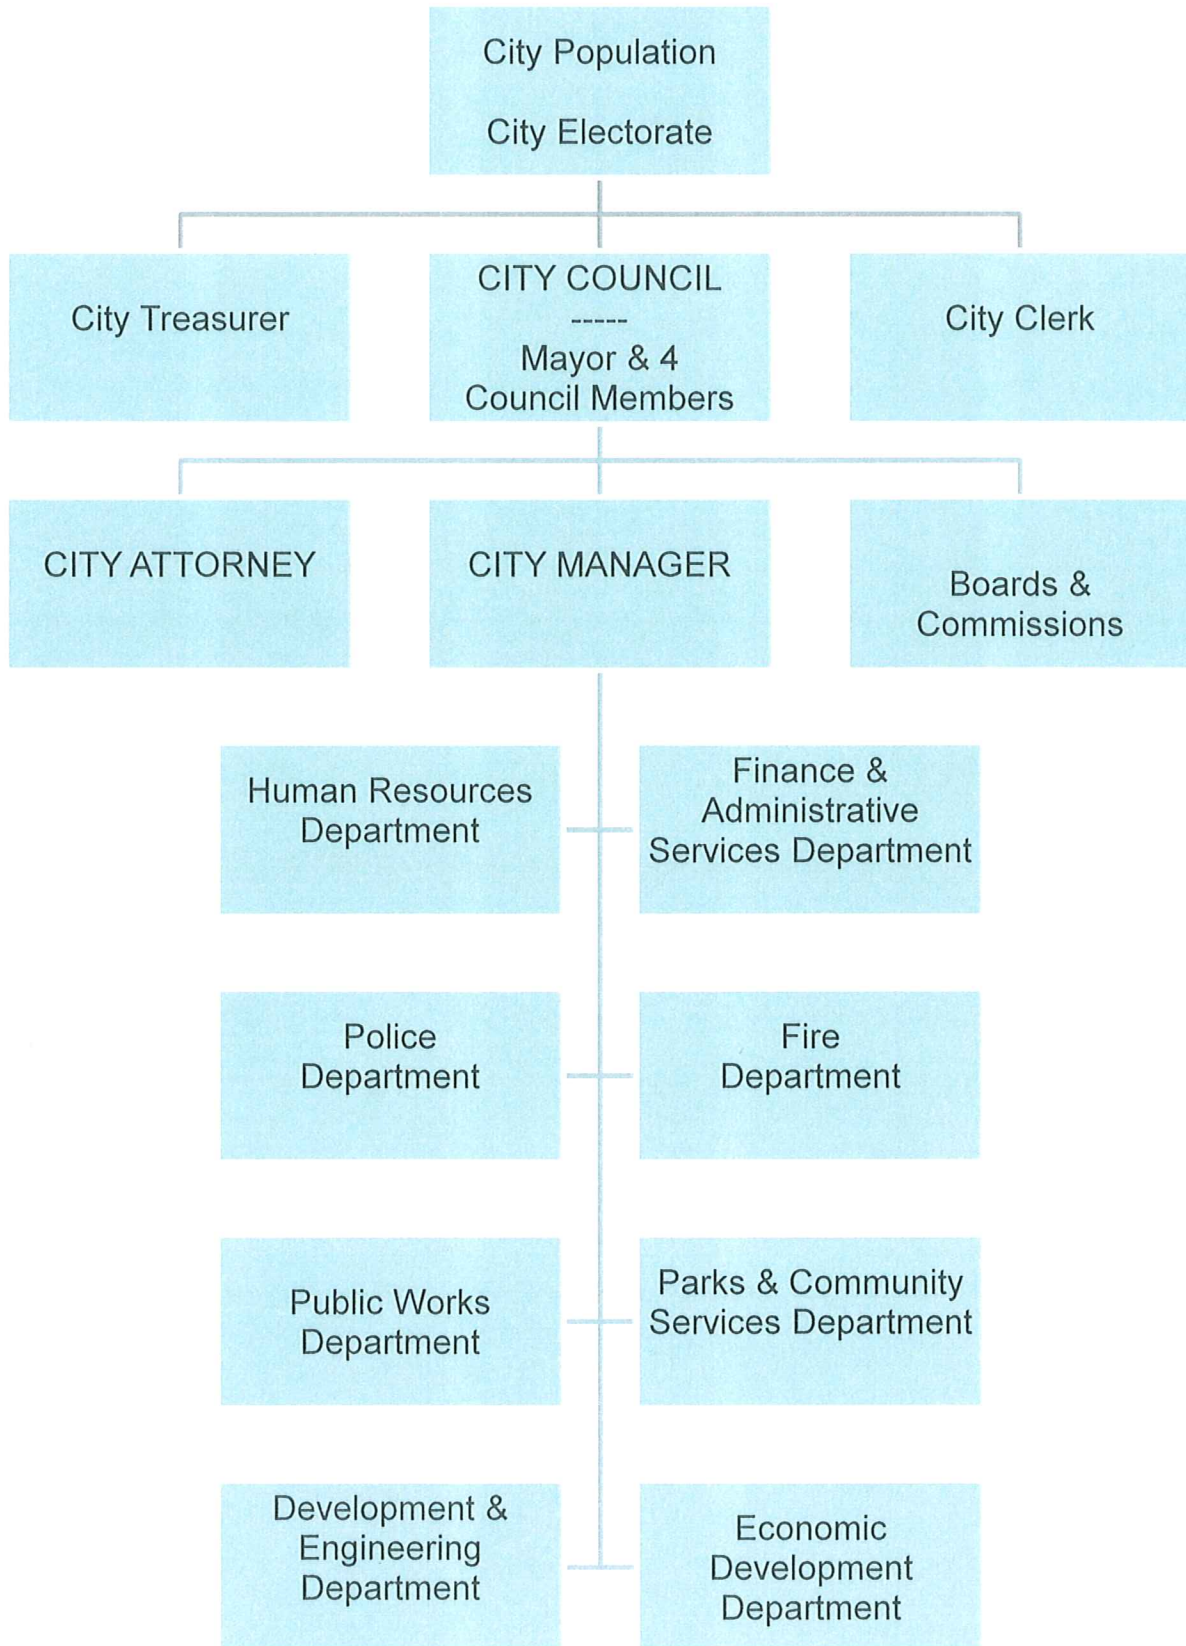 City Population
City Electorate
City Treasurer
CITY COUNCIL
-----
Mayor & 4
Council Members
City Clerk
CITY ATTORNEY
CITY MANAGER
Boards &
Commissions
Human Resources
Department
Finance &
Administrative
Services Department
Police
Department
Fire
Department
Public Works
Department
Parks & Community
Services Department
Development &
Engineering
Department
Economic
Development
Department